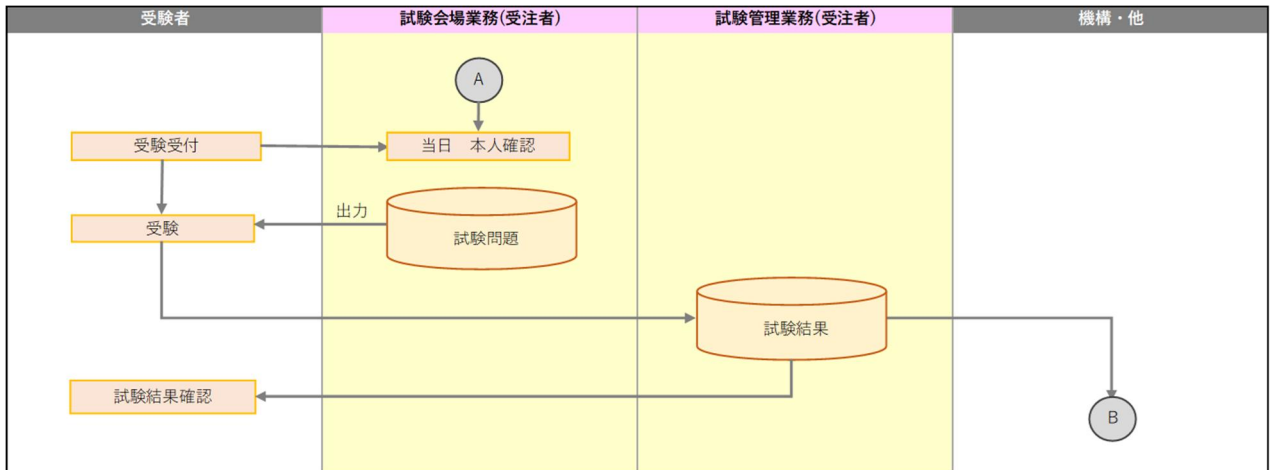 受験者
試験会場業務(受注者)
試験管理業務(受注者)
機構・他
A
受験受付
当日　本人確認
出力
受験
試験問題
試験結果
試験結果確認
B